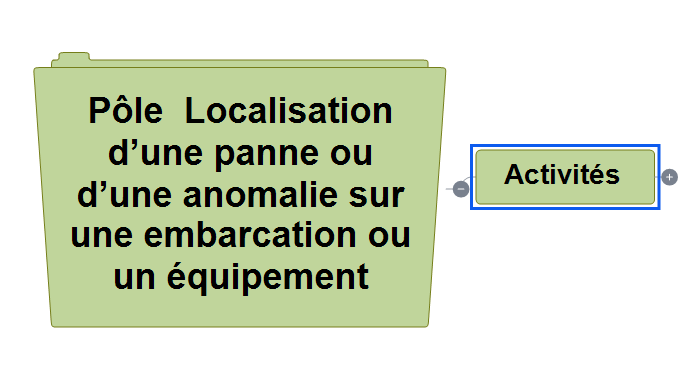 Pôle  Localisation
d’une panne ou
d’une anomalie sur
une embarcation ou
un équipement
Activités